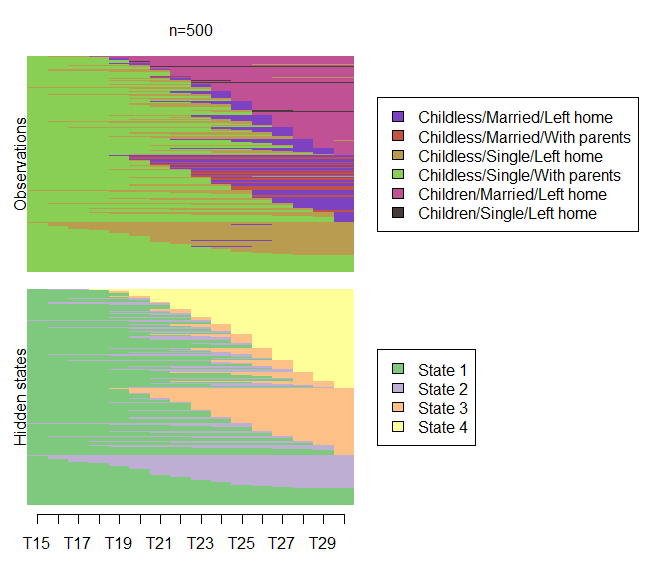 n=500
Observations
Childless/Married/Left home
Childless/Married/With parents
Childless/Single/Left home
Childless/Single/With parents
Children/Married/Left home
Children/Single/Left home
Hidden states
State 1
State 2
State 3
State 4
T15 T17 T19 T21 T23 T25 T27 T29